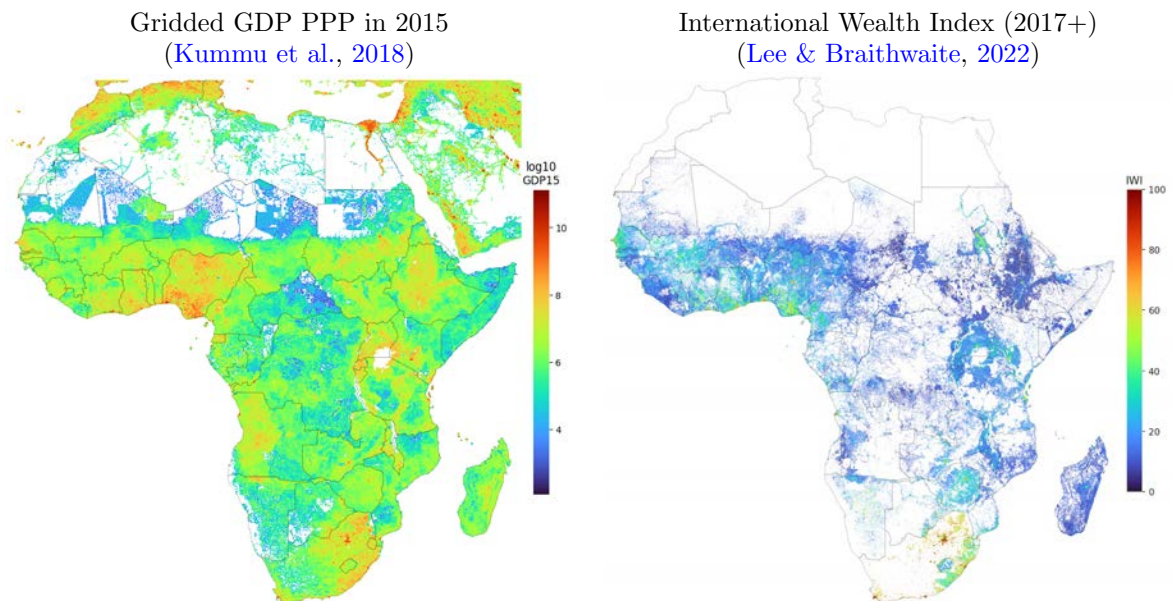 Gridded GDP PPP in 2015
(Kummu et al., 2018)
International Wealth Index (2017+)
(Lee & Braithwaite, 2022)
log10
GDP15
10
8
6
4
IWI
100
80
60
40
20
0